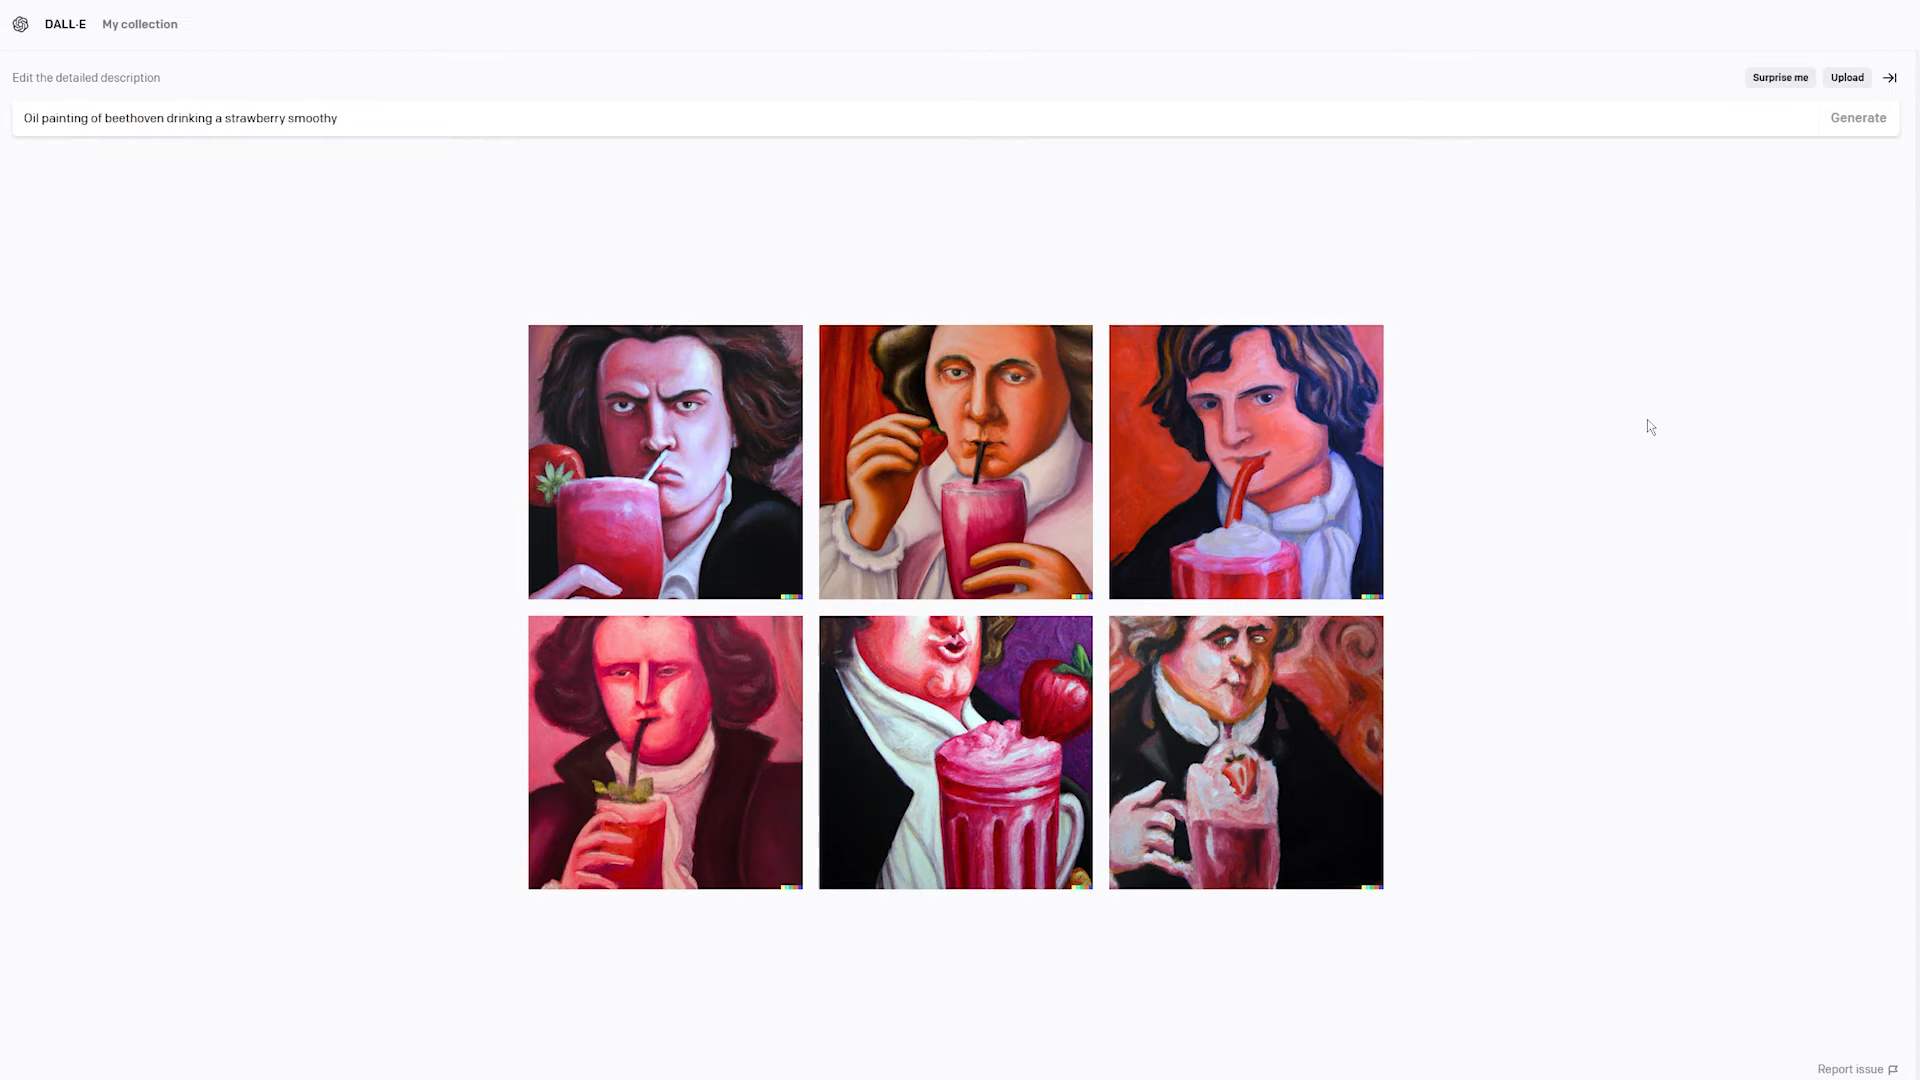 DALL·E My collection
Edit the detailed description Surprise me Upload
Oil painting of beethoven drinking a strawberry smoothy Generate
Report issue